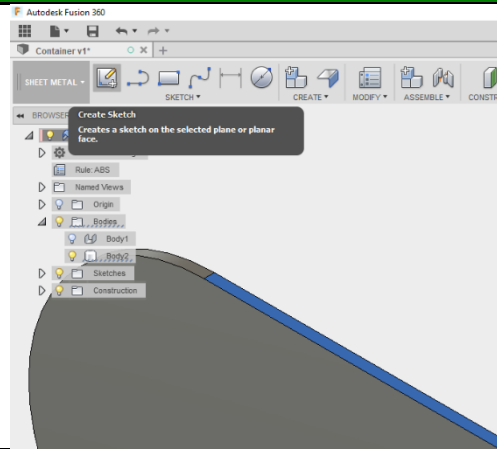 Autodesk Fusion 360
Container v1*
SHEET METAL
SKETCH
CREATE
MODIFY
ASSEMBLE
CONSTR
BROWSER
Create Sketch
Creates a sketch on the selected plane or planar
face.
Rule: ABS
Named Views
Origin
Bodies
Body1
Body2
Sketches
Construction